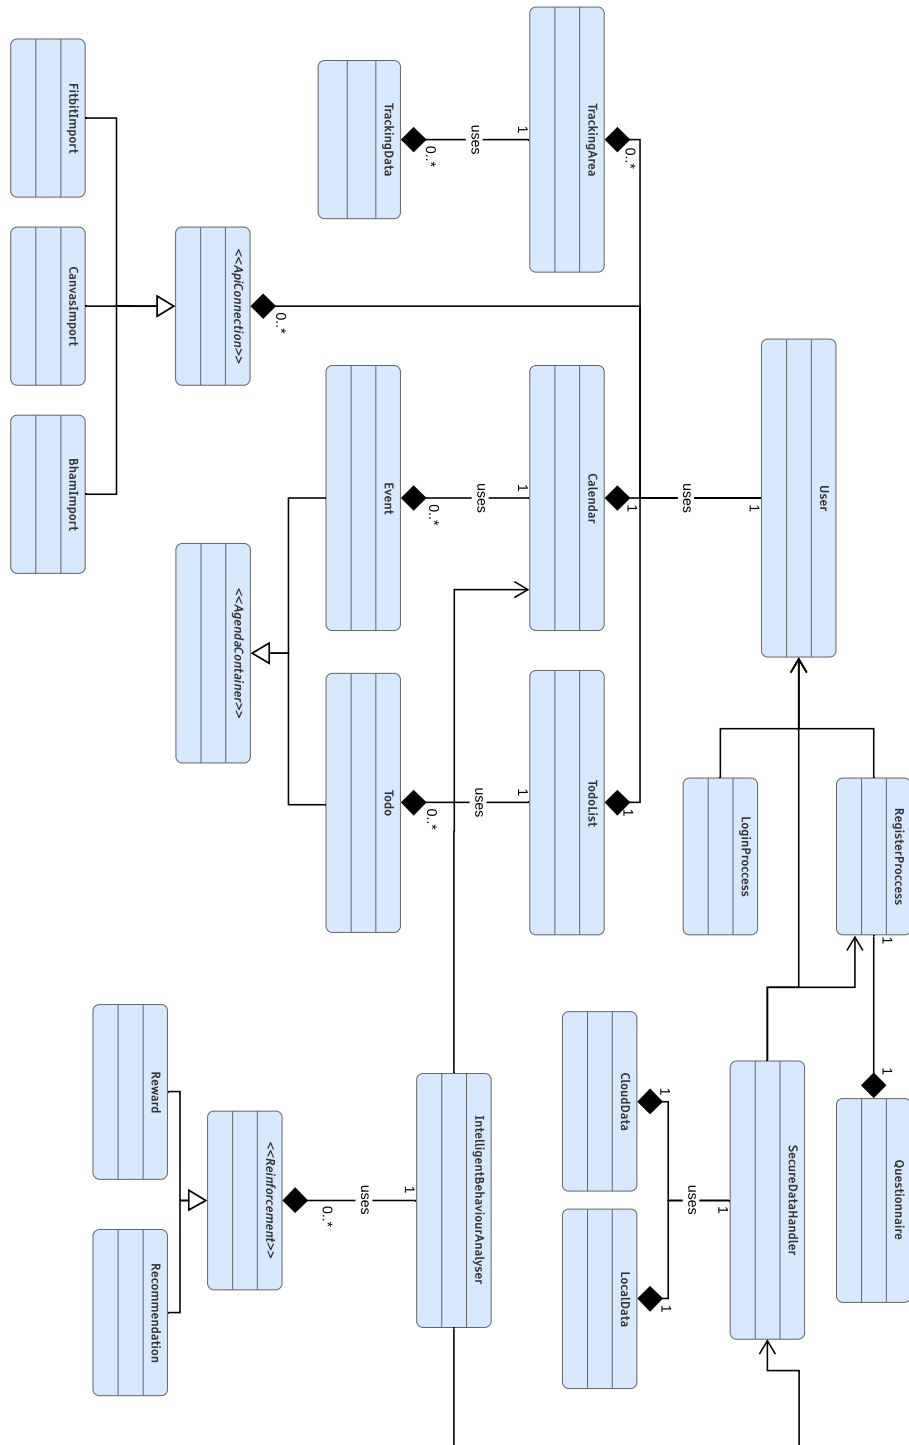 Questionnaire
1
1
RegisterProccess
User
1
uses
LoginProccess
SecureDataHandler
1
uses
1
CloudData
1
LocalData
0..*
TrackingArea
1
uses
0..*
TrackingData
1
Calendar
1
uses
0..*
Event
1
TodoList
1
uses
0..*
Todo
IntelligentBehaviourAnalyser
1
uses
0..*
<<Reinforcement>>
Reward
Recommendation
0..*
<<ApiConnection>>
<<AgendaContainer>>
FitbitImport
CanvasImport
BhamImport